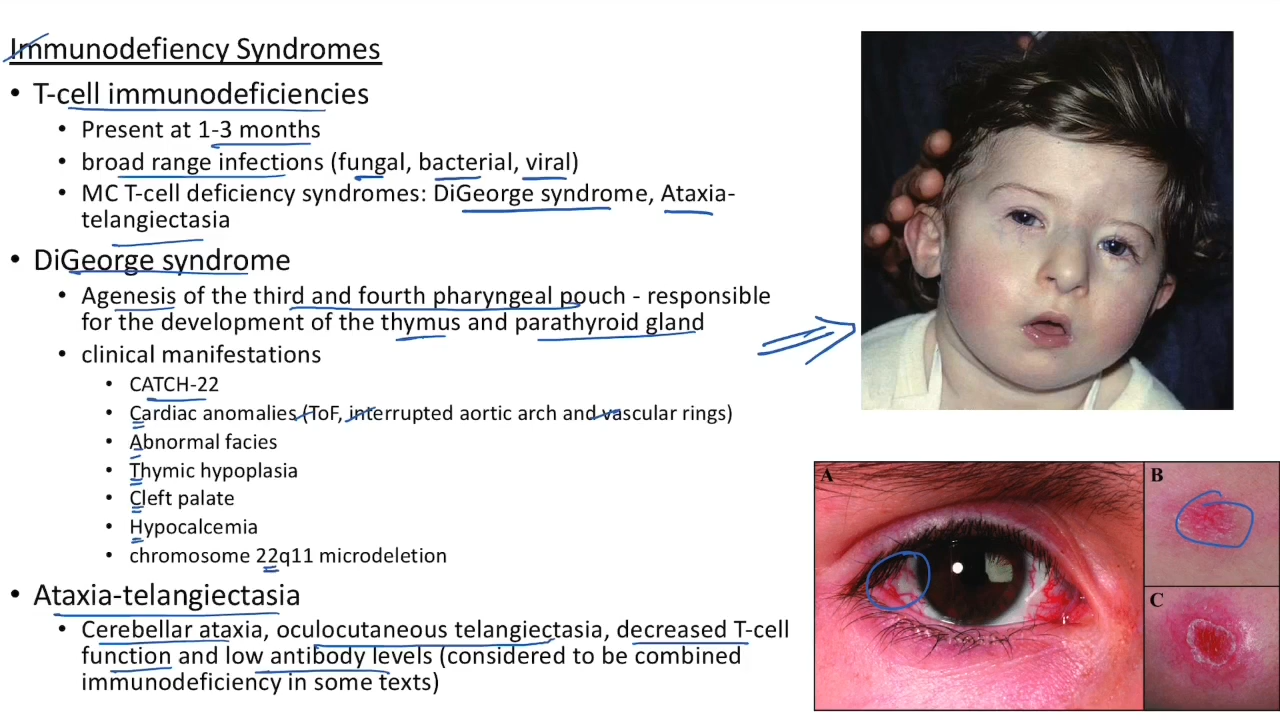 Immunodefiency Syndromes
• T-cell immunodeficiencies
• Present at 1-3 months
• broad range infections (fungal, bacterial, viral)
• MC T-cell deficiency syndromes: DiGeorge syndrome, Ataxia-
telangiectasia
• DiGeorge syndrome
• Agenesis of the third and fourth pharyngeal pouch - responsible
for the development of the thymus and parathyroid gland
• clinical manifestations
• CATCH-22
• Cardiac anomalies (ToF, interrupted aortic arch and vascular rings)
• Abnormal facies
• Thymic hypoplasia
• Cleft palate
• Hypocalcemia
• chromosome 22q11 microdeletion
• Ataxia-telangiectasia
• Cerebellar ataxia, oculocutaneous telangiectasia, decreased T-cell
function and low antibody levels (considered to be combined
immunodeficiency in some texts)
A
B
C